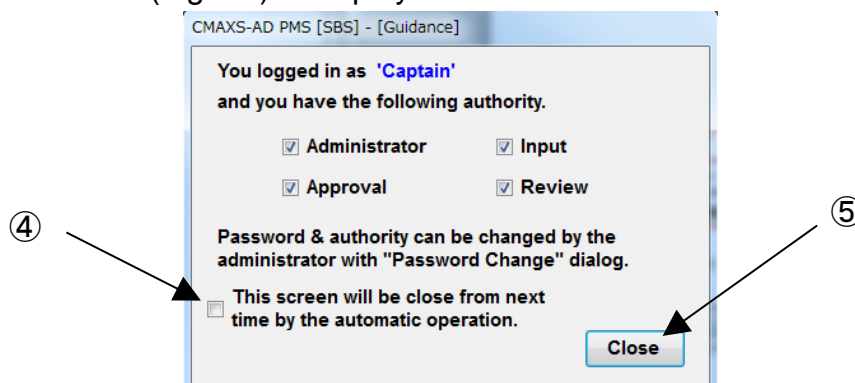 CMAXS-AD PMS [SBS] - [Guidance]
You logged in as 'Captain'
and you have the following authority.
Administrator Input
Approval Review
④
⑤
Password & authority can be changed by the
administrator with "Password Change" dialog.
This screen will be close from next
time by the automatic operation.
Close